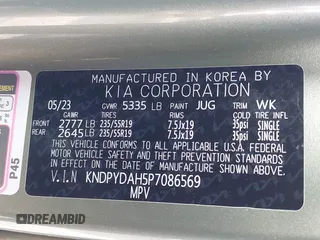 MANUFACTURED IN KOREA BY
KIA CORPORATION
05/23 GVWR 5335 LB PAINT JUG TRIM WK
TIRES RIMS COLD TIRE INFL
FRONT 2777 LB 235/55R19 7.5Jx19 35psi SINGLE
REAR 2645 LB 235/55R19 7.5Jx19 35psi SINGLE
THIS VEHICLE CONFORMS TO ALL APPLICABLE U.S.A. FEDERAL
MOTOR VEHICLE SAFETY BUMPER, AND THEFT PREVENTION STANDARDS IN
EFFECT ON THE DATE OF MANUFACTURE SHOWN ABOVE.
V.I.N KNDPYDAH5P7086569
MPV
P45
DREAMBID